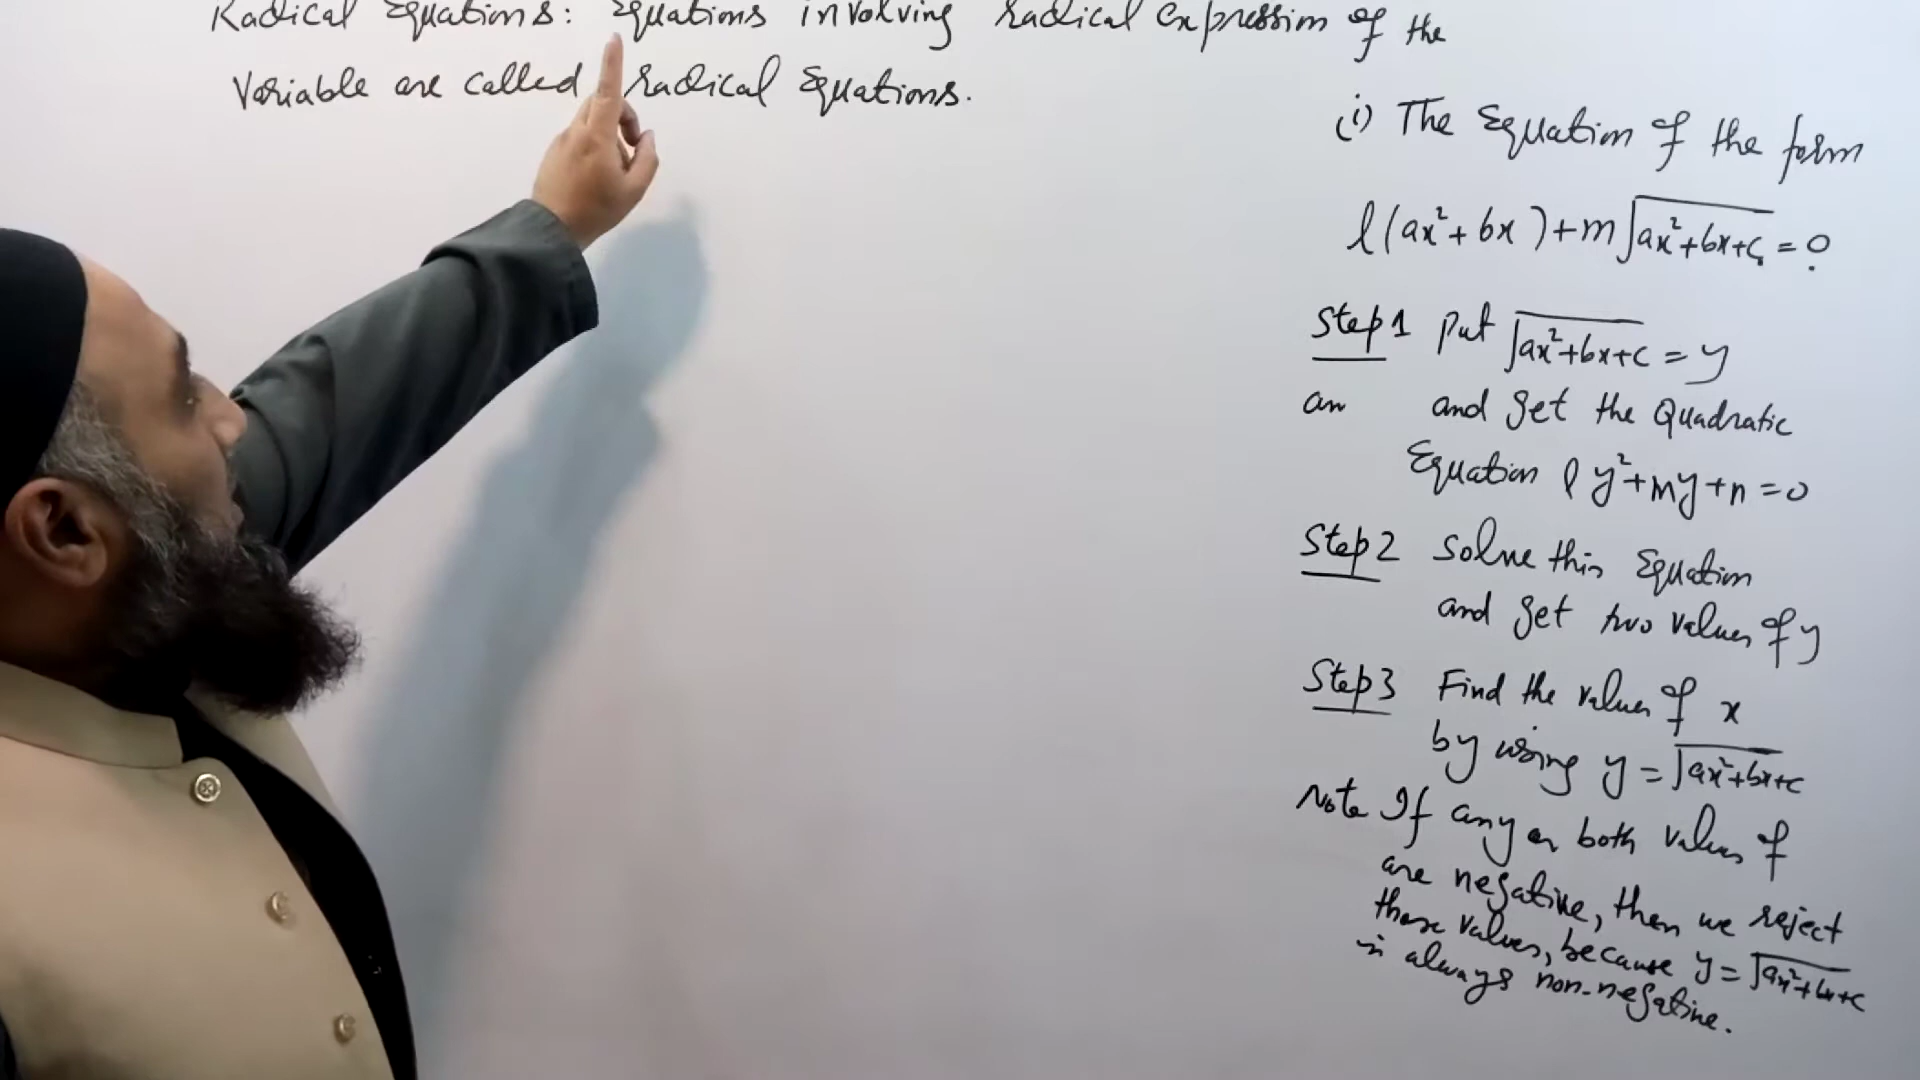 Radical Equations: Equations involving radical expression of the
Variable are called radical Equations.
(i) The Equation of the form
l(ax²+bx)+m√(ax²+bx+c) = 0
Step 1 put √(ax²+bx+c) = y
an and get the Quadratic
Equation ly²+my+n=0
Step 2 Solve this Equation
and get two values of y
Step 3 Find the values of x
by using y = √(ax²+bx+c)
Note If any or both values of
are negative, then we reject
those values, because y = √(ax²+bx+c)
is always non-negative.